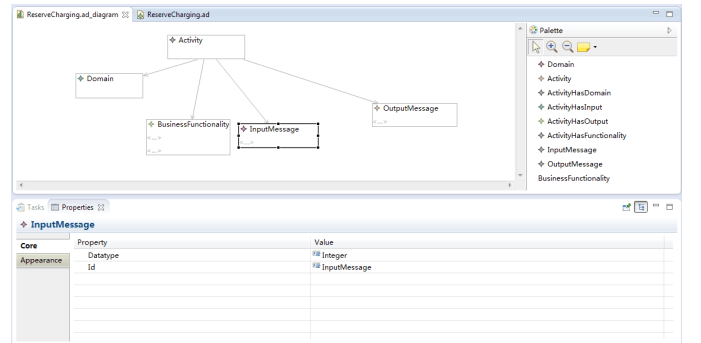 ReserveCharging.ad_diagram
ReserveCharging.ad
Activity
Domain
BusinessFunctionality
<...>
<...>
InputMessage
<...>
OutputMessage
<...>
Palette
Domain
Activity
ActivityHasDomain
ActivityHasInput
ActivityHasOutput
ActivityHasFunctionality
InputMessage
OutputMessage
BusinessFunctionality
Tasks
Properties
InputMessage
Core
Appearance
Property Value
Datatype Integer
Id InputMessage